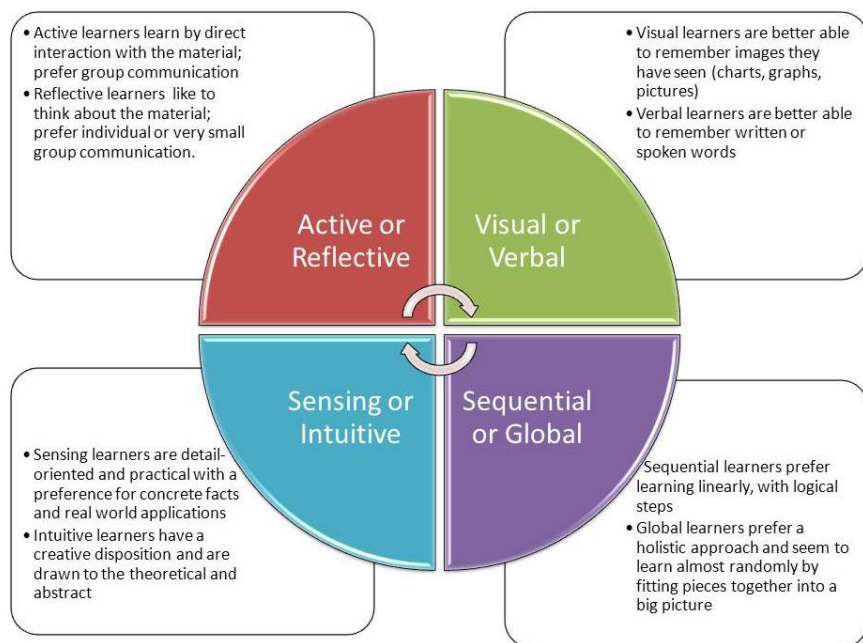 • Active learners learn by direct
interaction with the material;
prefer group communication
• Reflective learners like to
think about the material;
prefer individual or very small
group communication.
• Visual learners are better able
to remember images they
have seen (charts, graphs,
pictures)
• Verbal learners are better able
to remember written or
spoken words
Active or
Reflective
Visual or
Verbal
Sensing or
Intuitive
Sequential
or Global
• Sensing learners are detail-
oriented and practical with a
preference for concrete facts
and real world applications
• Intuitive learners have a
creative disposition and are
drawn to the theoretical and
abstract
Sequential learners prefer
learning linearly, with logical
steps
• Global learners prefer a
holistic approach and seem to
learn almost randomly by
fitting pieces together into a
big picture